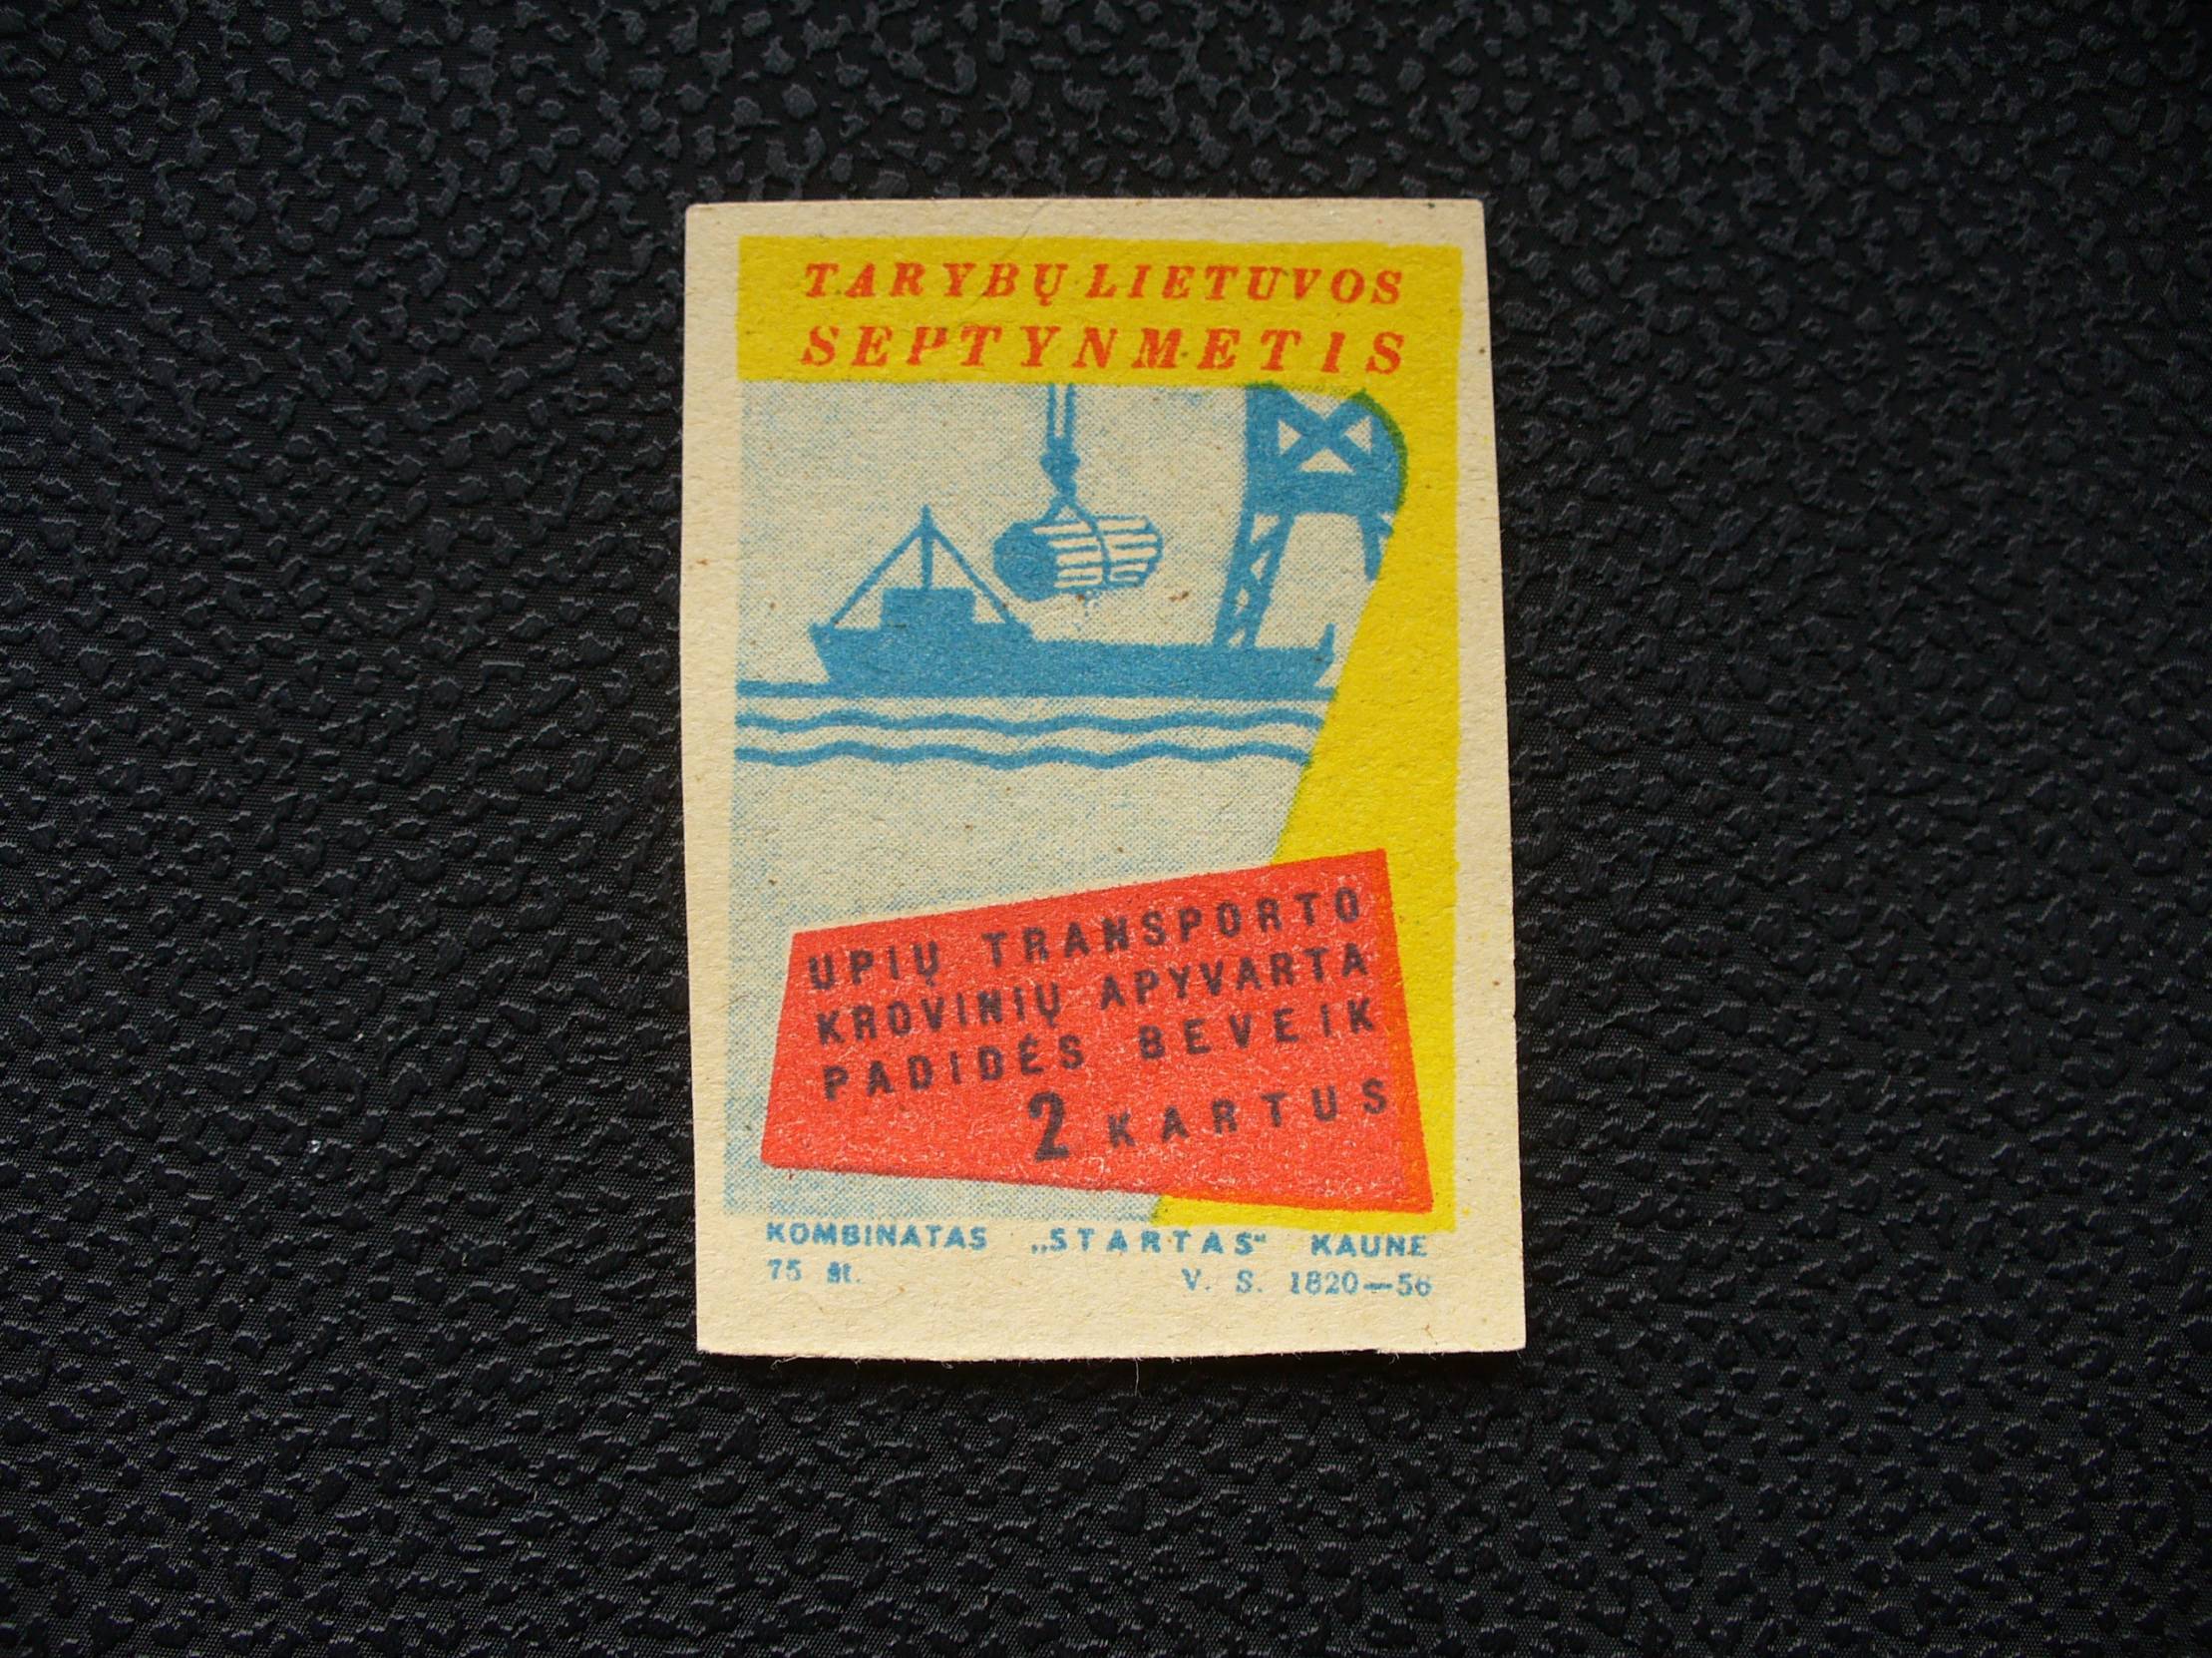 TARYBŲ LIETUVOS
SEPTYNMETIS
UPIŲ TRANSPORTO
KROVINIŲ APYVARTA
PADIDĖS BEVEIK
2 KARTUS
KOMBINATAS „STARTAS“ KAUNE
75 št. V. S. 1820—56